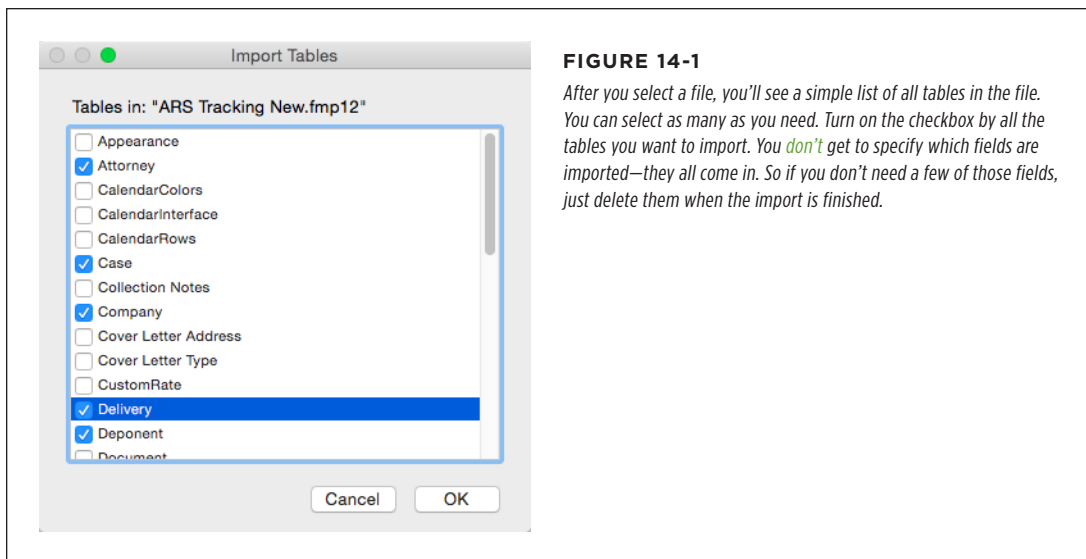 Import Tables
Tables in: "ARS Tracking New.fmp12"
Appearance
Attorney
CalendarColors
CalendarInterface
CalendarRows
Case
Collection Notes
Company
Cover Letter Address
Cover Letter Type
CustomRate
Delivery
Deponent
Document
Cancel
OK
FIGURE 14-1
After you select a file, you’ll see a simple list of all tables in the file.
You can select as many as you need. Turn on the checkbox by all the
tables you want to import. You don’t get to specify which fields are
imported—they all come in. So if you don’t need a few of those fields,
just delete them when the import is finished.